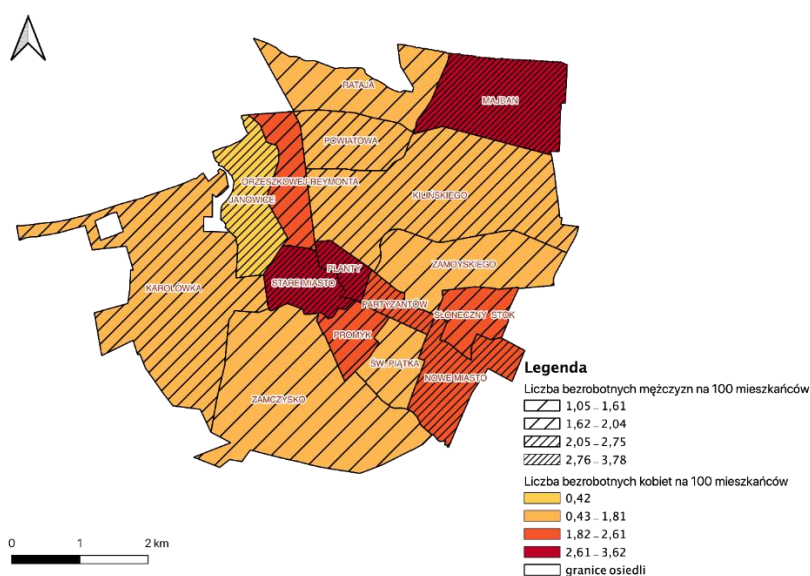 RATAJA
MAJDAN
POWIATOWA
ORZESZKOWEJ-REYMONTA
JANOWICE
KILIŃSKIEGO
PLANTY
ZAMOYSKIEGO
KAROLÓWKA
STARE MIASTO
PARTYZANTÓW
SŁONECZNY STOK
PROMYK
ŚW. PIĄTKA
NOWE MIASTO
ZAMCZYSKO
Legenda
Liczba bezrobotnych mężczyzn na 100 mieszkańców
1,05 – 1,61
1,62 – 2,04
2,05 – 2,75
2,76 – 3,78
Liczba bezrobotnych kobiet na 100 mieszkańców
0,42
0,43 – 1,81
1,82 – 2,61
2,61 – 3,62
granice osiedli
0 1 2 km